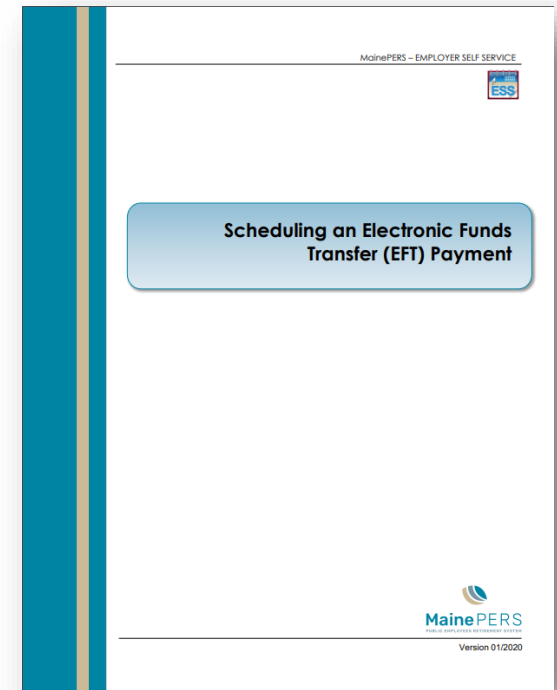 MainePERS – EMPLOYER SELF SERVICE
ESS
Scheduling an Electronic Funds
Transfer (EFT) Payment
MainePERS
PUBLIC EMPLOYEES RETIREMENT SYSTEM
Version 01/2020